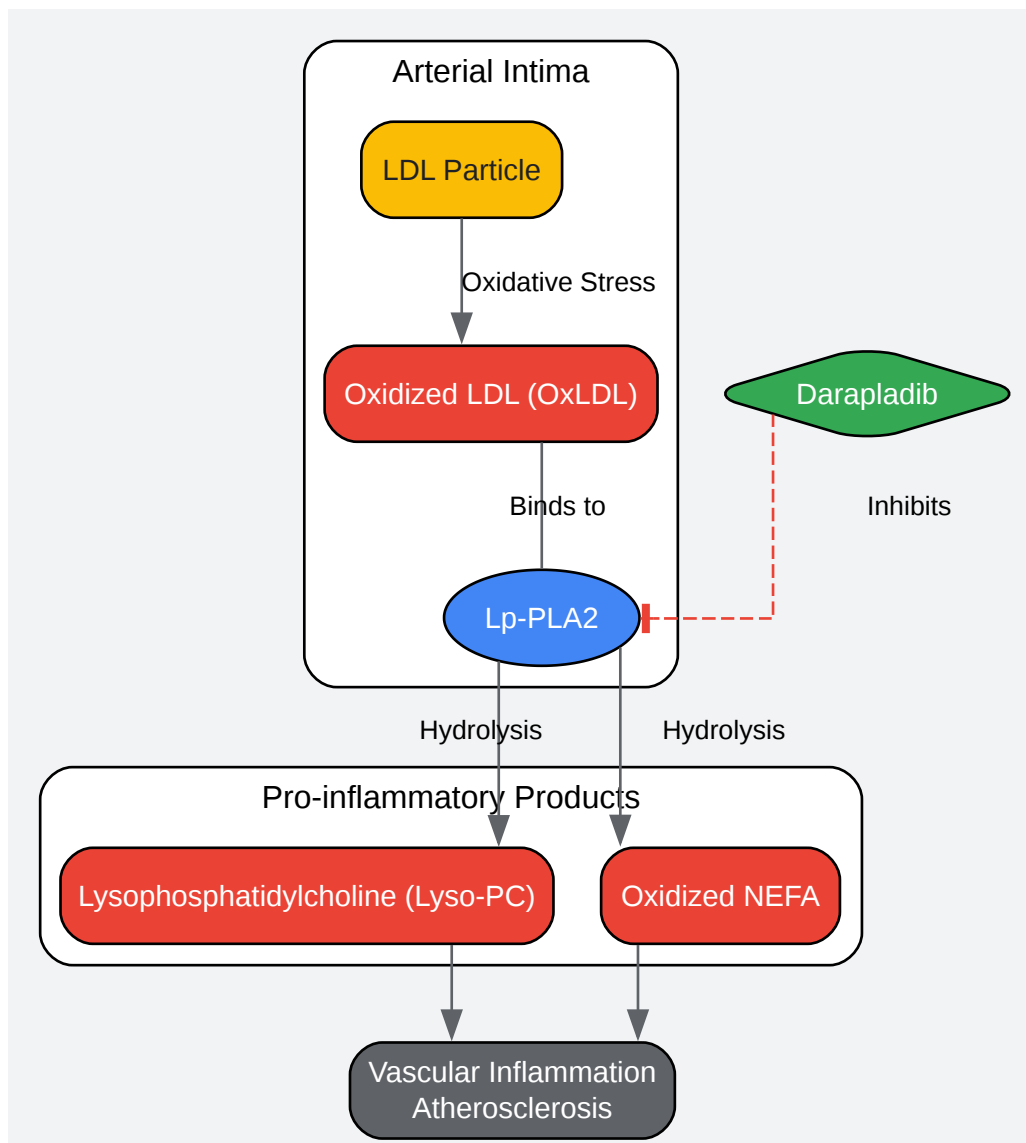 Arterial Intima
LDL Particle
Oxidative Stress
Oxidized LDL (OxLDL)
Darapladib
Binds to
Inhibits
Lp-PLA2
Hydrolysis
Hydrolysis
Pro-inflammatory Products
Lysophosphatidylcholine (Lyso-PC)
Oxidized NEFA
Vascular Inflammation
Atherosclerosis